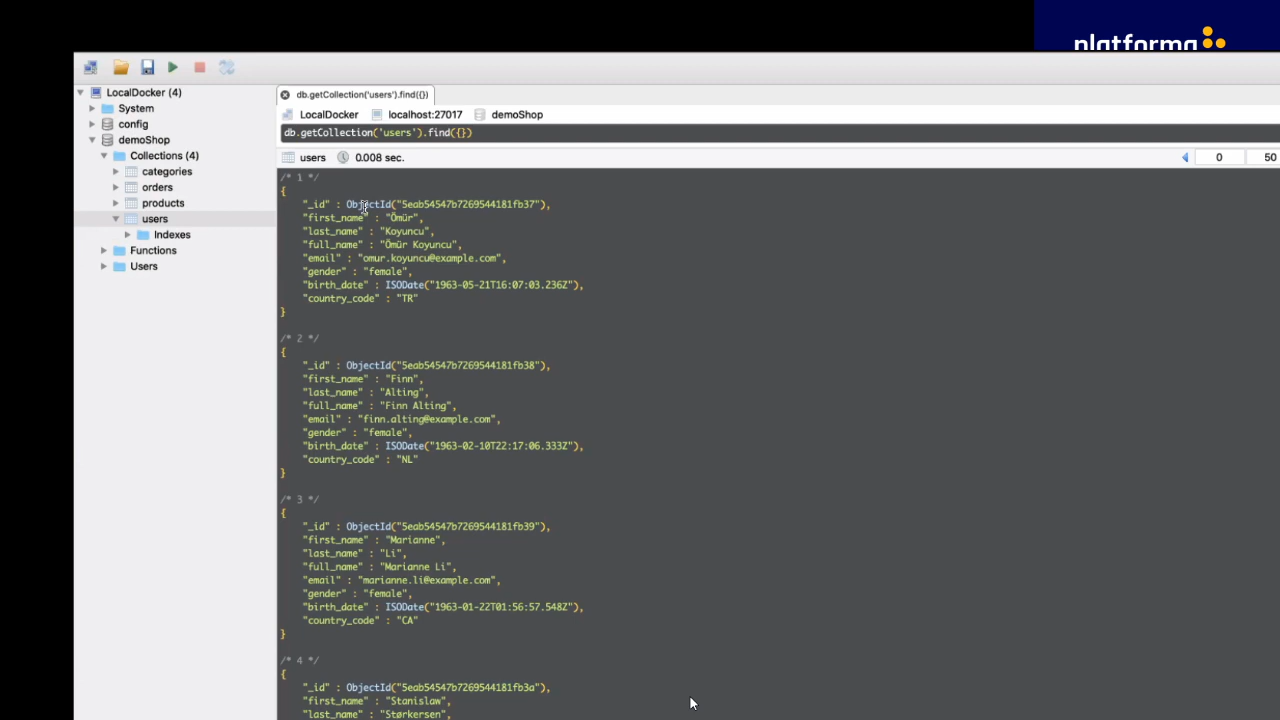 platforma
LocalDocker (4)
System
config
demoShop
Collections (4)
categories
orders
products
users
Indexes
Functions
Users
db.getCollection('users').find({})
LocalDocker localhost:27017 demoShop
db.getCollection('users').find({})
users 0.008 sec. 0 50
/* 1 */
{
"_id" : ObjectId("5eab54547b7269544181fb37"),
"first_name" : "Ömür",
"last_name" : "Koyuncu",
"full_name" : "Ömür Koyuncu",
"email" : "omur.koyuncu@example.com",
"gender" : "female",
"birth_date" : ISODate("1963-05-21T16:07:03.236Z"),
"country_code" : "TR"
}
/* 2 */
{
"_id" : ObjectId("5eab54547b7269544181fb38"),
"first_name" : "Finn",
"last_name" : "Alting",
"full_name" : "Finn Alting",
"email" : "finn.alting@example.com",
"gender" : "female",
"birth_date" : ISODate("1963-02-10T22:17:06.333Z"),
"country_code" : "NL"
}
/* 3 */
{
"_id" : ObjectId("5eab54547b7269544181fb39"),
"first_name" : "Marianne",
"last_name" : "Li",
"full_name" : "Marianne Li",
"email" : "marianne.li@example.com",
"gender" : "female",
"birth_date" : ISODate("1963-01-22T01:56:57.548Z"),
"country_code" : "CA"
}
/* 4 */
{
"_id" : ObjectId("5eab54547b7269544181fb3a"),
"first_name" : "Stanislaw",
"last_name" : "Størkersen",